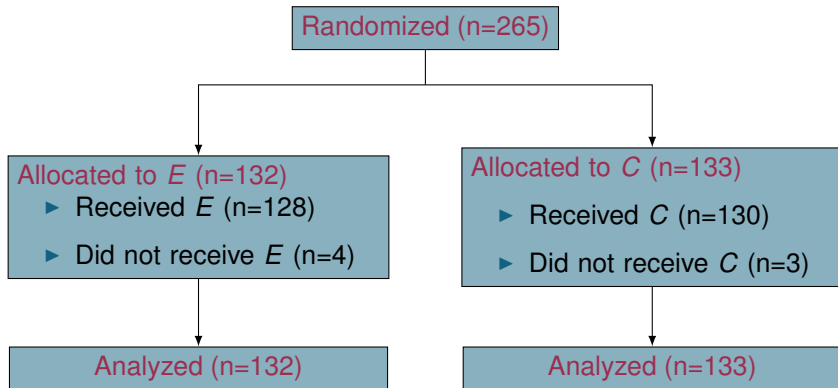 Randomized (n=265)
Allocated to E (n=132)
► Received E (n=128)
► Did not receive E (n=4)
Allocated to C (n=133)
► Received C (n=130)
► Did not receive C (n=3)
Analyzed (n=132)
Analyzed (n=133)